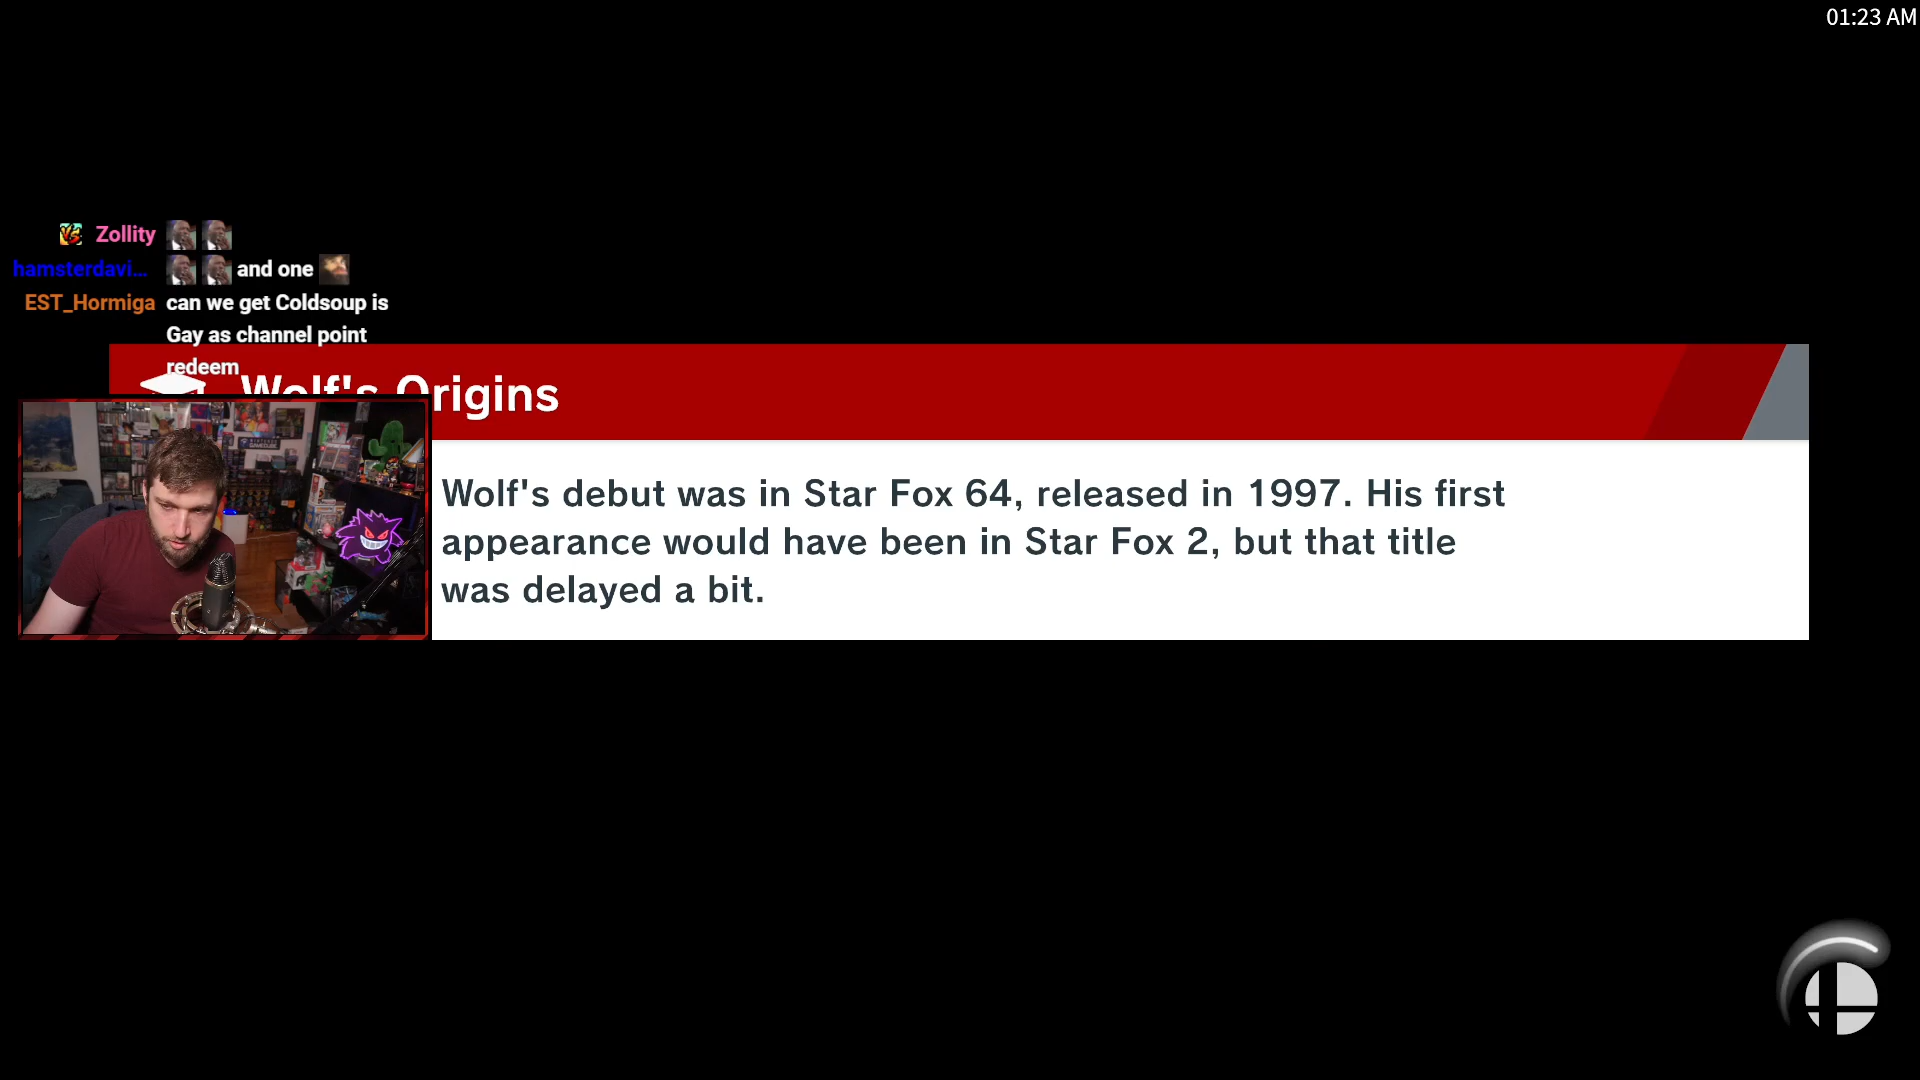 01:23 AM
Zollity
hamsterdavi... and one
EST_Hormiga can we get Coldsoup is
Gay as channel point
redeem
Wolf's Origins
Wolf's debut was in Star Fox 64, released in 1997. His first
appearance would have been in Star Fox 2, but that title
was delayed a bit.